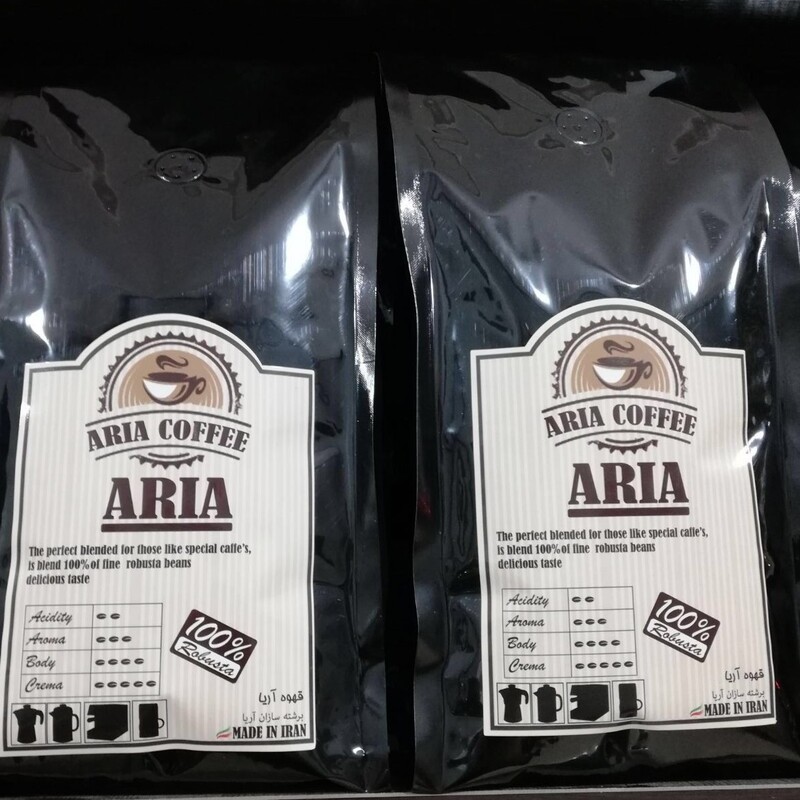 ARIA COFFEE
ARIA
The perfect blended for those like special caffe's,
is blend 100% of fine robusta beans
delicious taste
Acidity
Aroma
Body
Crema
100%
Robusta
قهوه آریا
برشته سازان آریا
MADE IN IRAN
ARIA COFFEE
ARIA
The perfect blended for those like special caffe's,
is blend 100% of fine robusta beans
delicious taste
Acidity
Aroma
Body
Crema
100%
Robusta
قهوه آریا
برشته سازان آریا
MADE IN IRAN